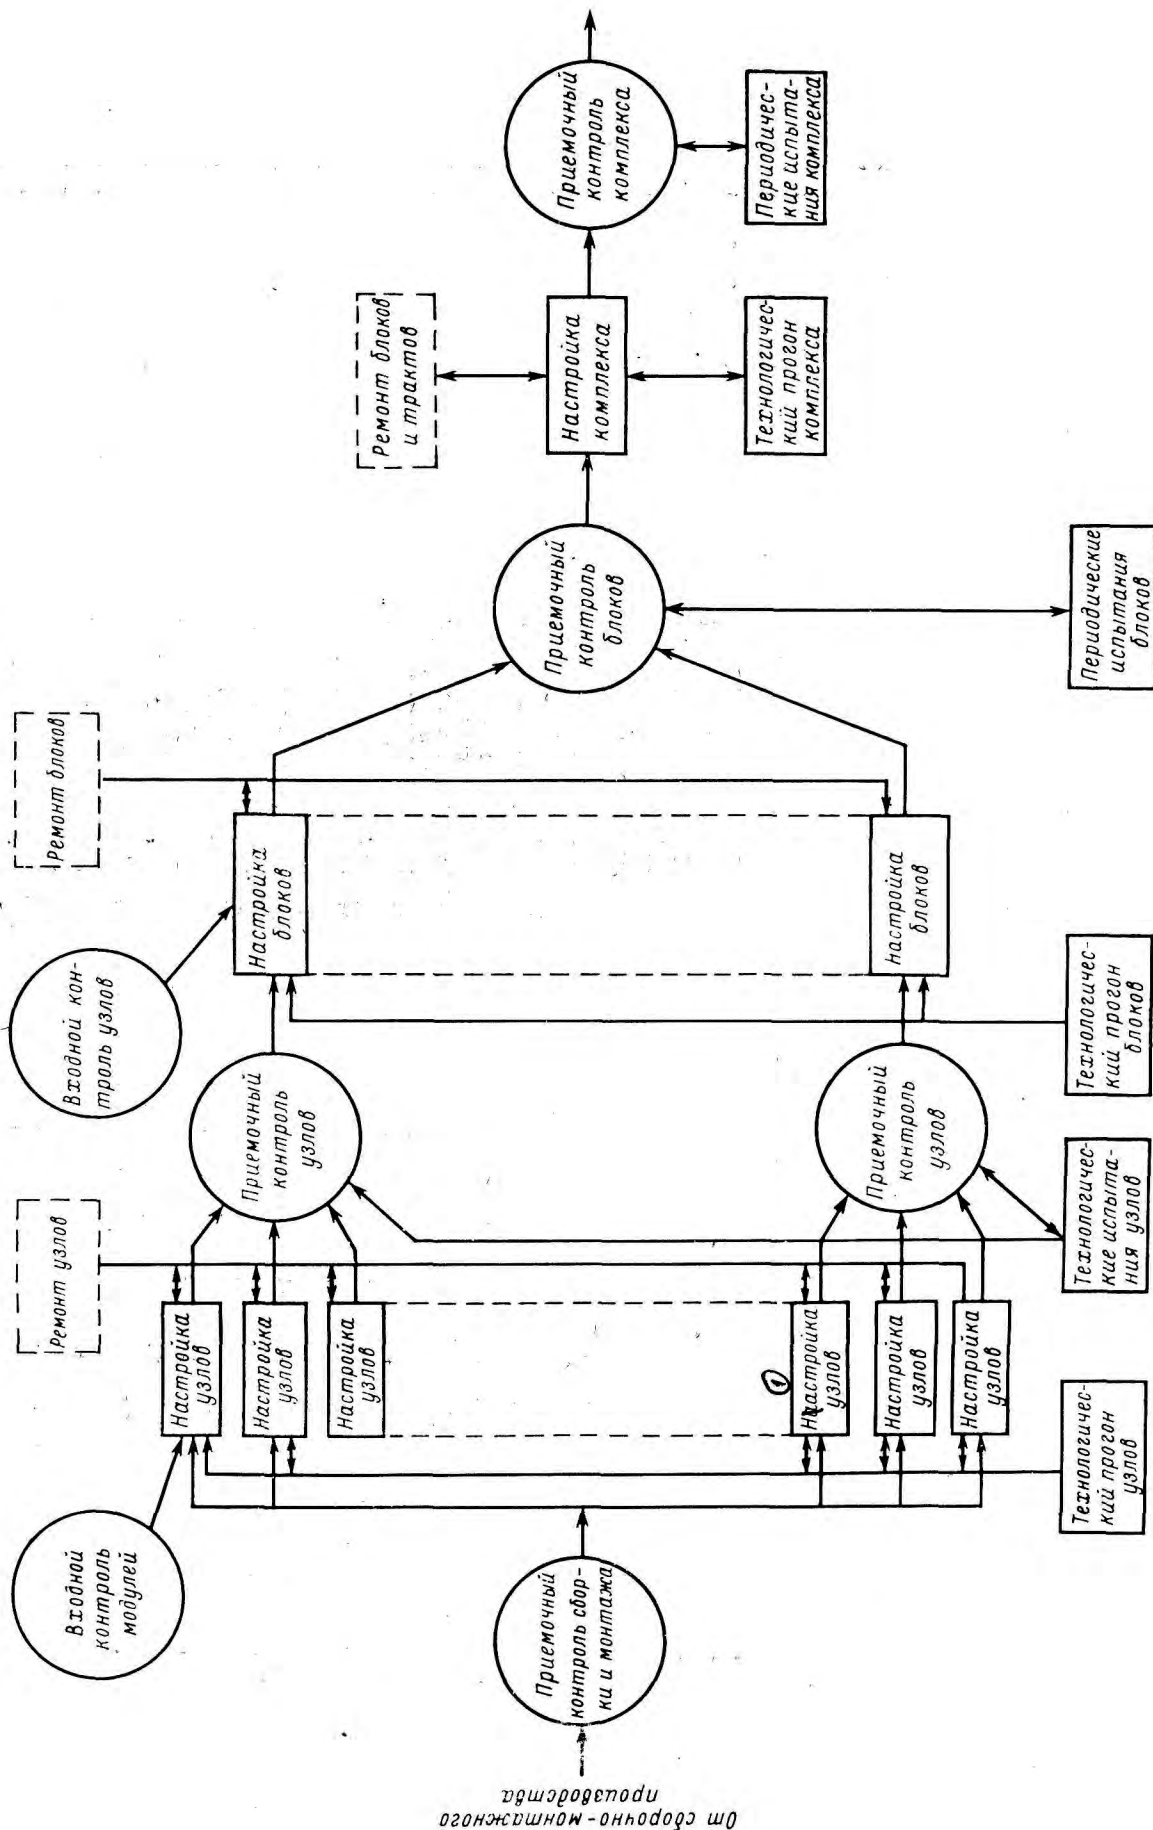 От сборочно-монтажного
производства
Приемочный
контроль сбор-
ки и монтажа
Входной
контроль
модулей
Технологичес-
кий прогон
узлов
Настройка
узлов
Настройка
узлов
Настройка
узлов
1
Настройка
узлов
Настройка
узлов
Настройка
узлов
Ремонт узлов
Технологичес-
кие испыта-
ния узлов
Приемочный
контроль
узлов
Приемочный
контроль
узлов
Входной кон-
троль узлов
Технологичес-
кий прогон
блоков
Настройка
блоков
настройка
блоков
Ремонт блоков
Приемочный
контроль
блоков
Периодические
испытания
блоков
Ремонт блоков
и трактов
Настройка
комплекса
Технологичес-
кий прогон
комплекса
Приемочный
контроль
комплекса
Периодичес-
кие испыта-
ния комплекса